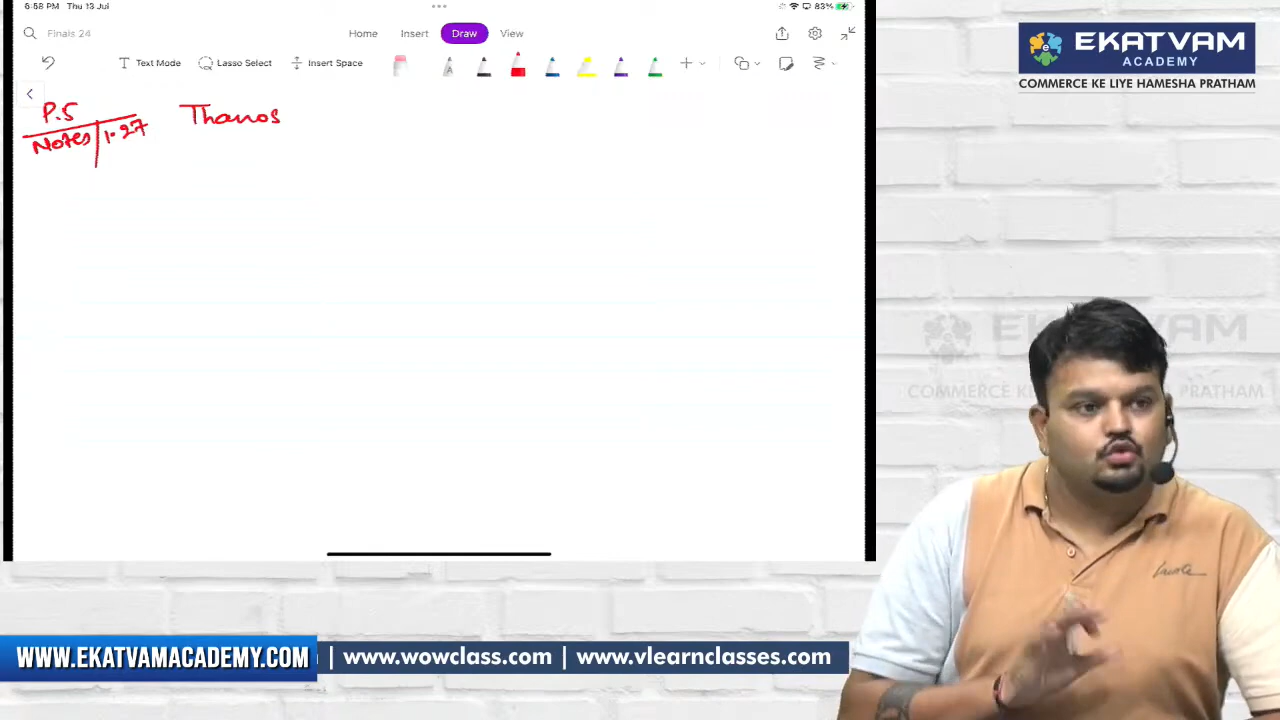 6:58 PM Thu 13 Jul
83%
Finals 24
Home Insert Draw View
Text Mode Lasso Select Insert Space
P.5
Notes 1.27
Thanos
EKATVAM
ACADEMY
COMMERCE KE LIYE HAMESHA PRATHAM
WWW.EKATVAMACADEMY.COM | www.wowclass.com | www.vlearnclasses.com